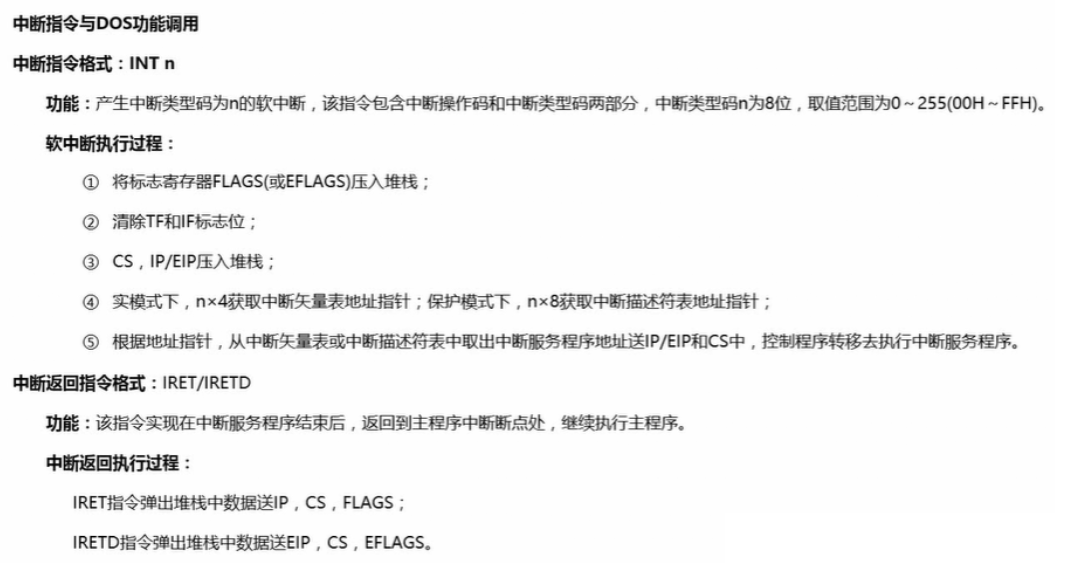 中断指令与DOS功能调用
中断指令格式：INT n
功能：产生中断类型码为n的软中断，该指令包含中断操作码和中断类型码两部分，中断类型码n为8位，取值范围为0～255(00H～FFH)。
软中断执行过程：
① 将标志寄存器FLAGS(或EFLAGS)压入堆栈；
② 清除TF和IF标志位；
③ CS，IP/EIP压入堆栈；
④ 实模式下，n×4获取中断矢量表地址指针；保护模式下，n×8获取中断描述符表地址指针；
⑤ 根据地址指针，从中断矢量表或中断描述符表中取出中断服务程序地址送IP/EIP和CS中，控制程序转移去执行中断服务程序。
中断返回指令格式：IRET/IRETD
功能：该指令实现在中断服务程序结束后，返回到主程序中断断点处，继续执行主程序。
中断返回执行过程：
IRET指令弹出堆栈中数据送IP，CS，FLAGS；
IRETD指令弹出堆栈中数据送EIP，CS，EFLAGS。